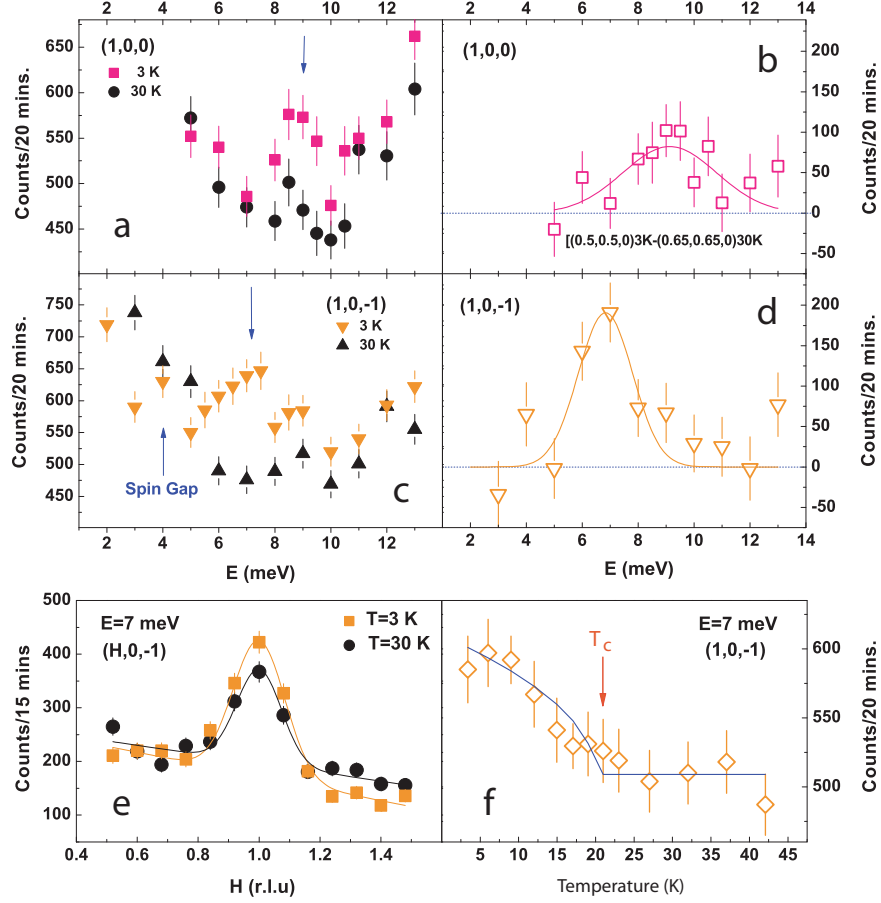 2 4 6 8 10 12
2 4 6 8 10 12 14
650
600
550
500
450
Counts/20 mins.
(1,0,0)
3 K
30 K
a
(1,0,0)
b
[(0.5,0.5,0)3K-(0.65,0.65,0)30K
200
150
100
50
0
-50
Counts/20 mins.
750
700
650
600
550
500
450
Counts/20 mins.
(1,0,-1)
3 K
30 K
Spin Gap
c
(1,0,-1)
d
200
150
100
50
0
-50
Counts/20 mins.
2 4 6 8 10 12
2 4 6 8 10 12 14
E (meV)
E (meV)
500
400
300
200
100
Counts/15 mins
E=7 meV
(H,0,-1)
T=3 K
T=30 K
e
0.4 0.6 0.8 1.0 1.2 1.4
H (r.l.u)
Tc
E=7 meV
(1,0,-1)
f
600
550
500
Counts/20 mins.
5 10 15 20 25 30 35 40 45
Temperature (K)